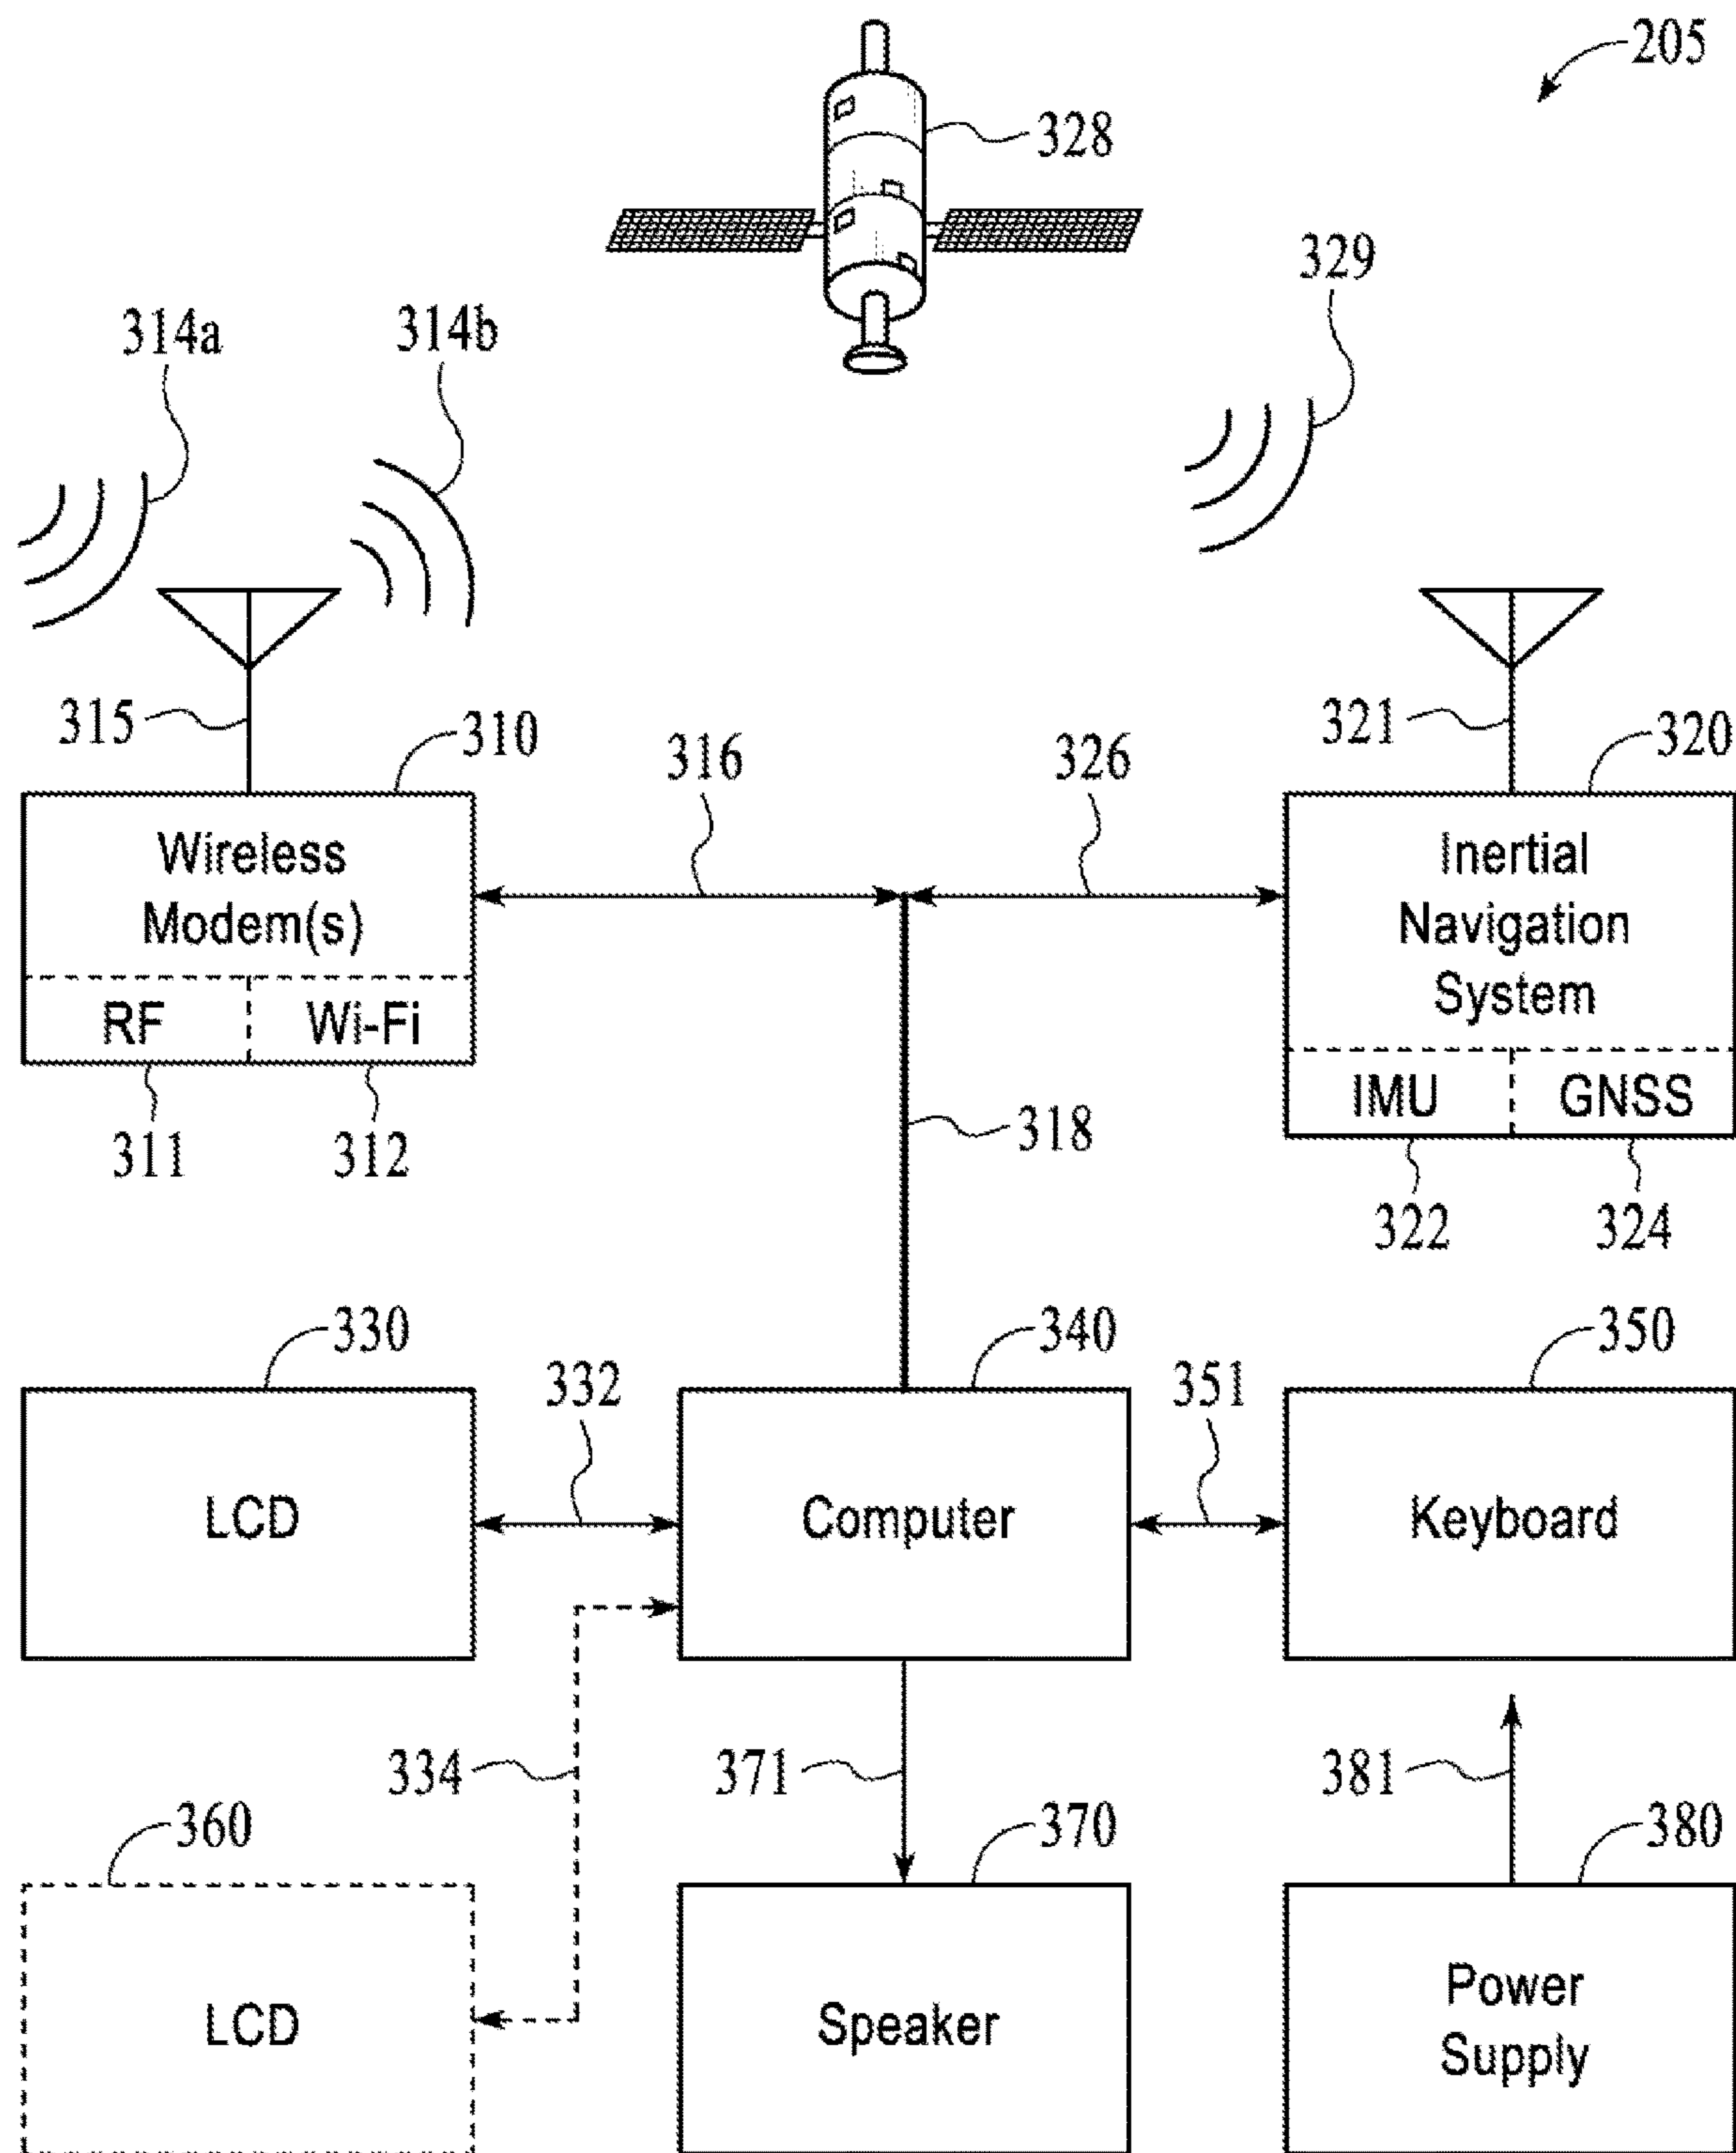 205
328
329
314a
314b
315
310
316
326
321
320
Wireless
Modem(s)
RF
Wi-Fi
Inertial
Navigation
System
IMU
GNSS
311
312
318
322
324
330
332
340
351
350
LCD
Computer
Keyboard
334
371
381
360
370
380
LCD
Speaker
Power
Supply